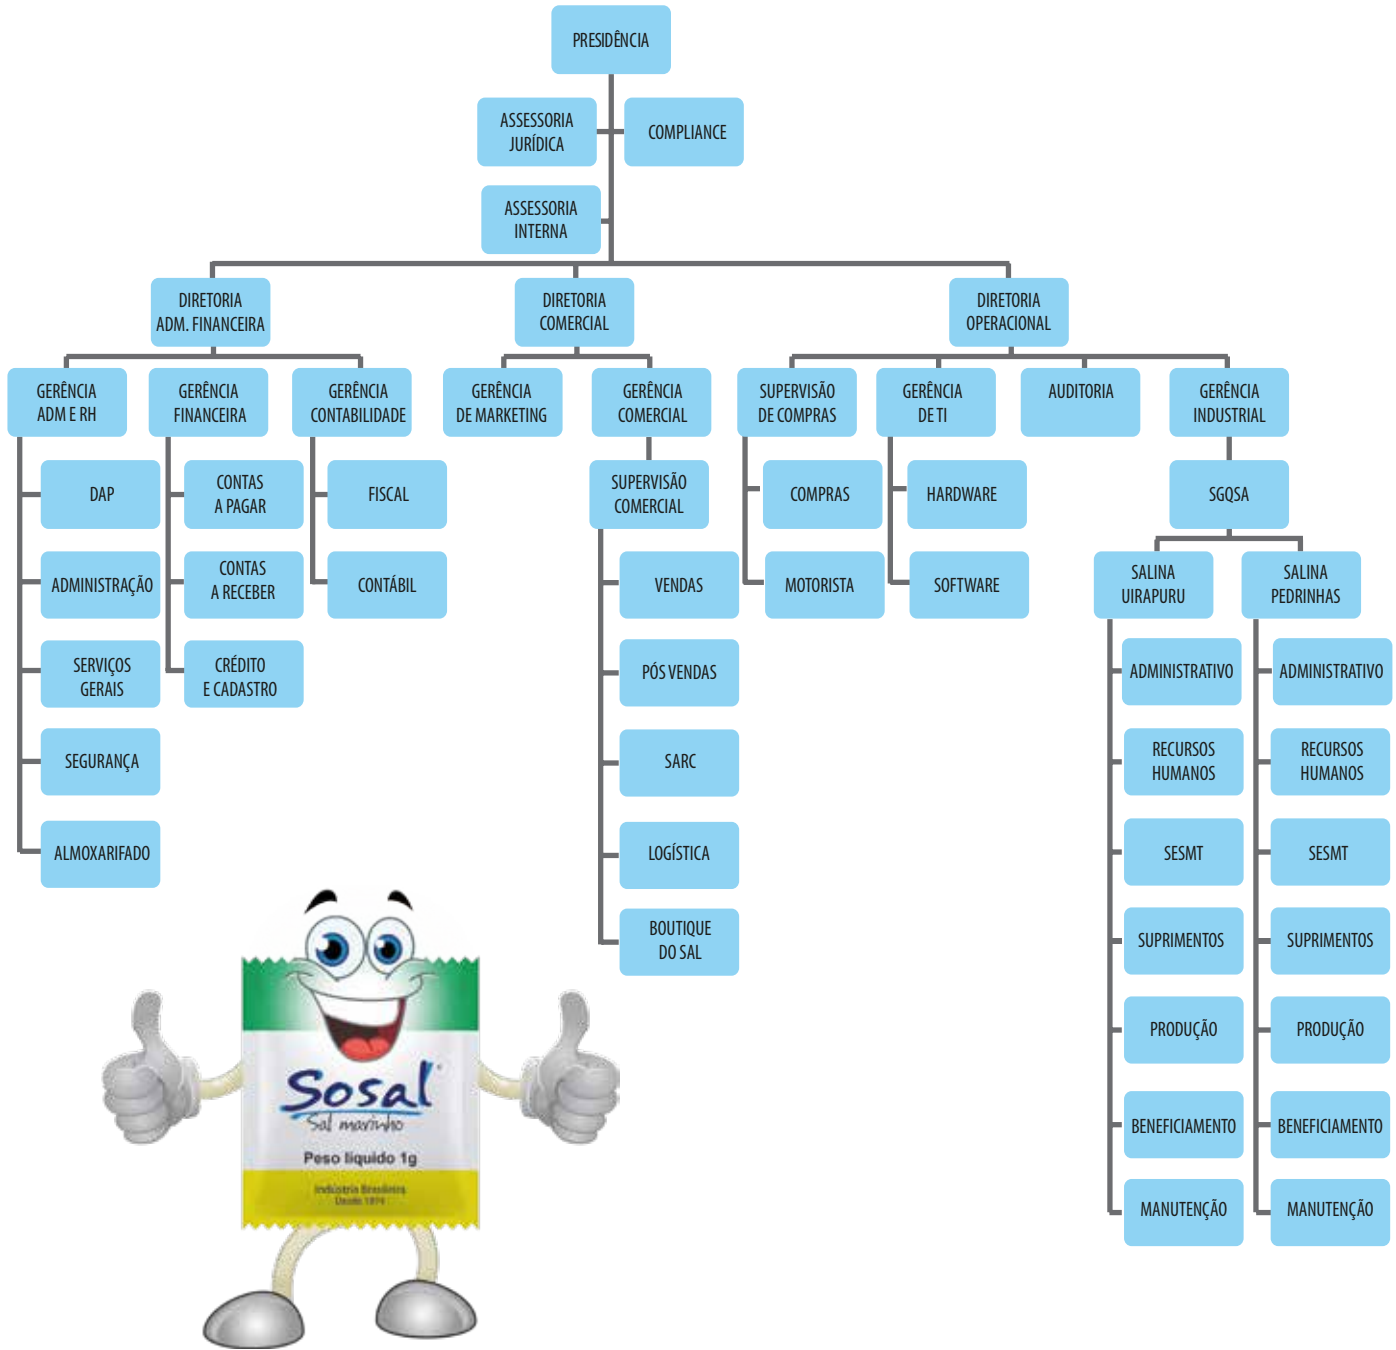 PRESIDÊNCIA
ASSESSORIA
JURÍDICA
COMPLIANCE
ASSESSORIA
INTERNA
DIRETORIA
ADM. FINANCEIRA
DIRETORIA
COMERCIAL
DIRETORIA
OPERACIONAL
GERÊNCIA
ADM E RH
GERÊNCIA
FINANCEIRA
GERÊNCIA
CONTABILIDADE
GERÊNCIA
DE MARKETING
GERÊNCIA
COMERCIAL
SUPERVISÃO
DE COMPRAS
GERÊNCIA
DE TI
AUDITORIA
GERÊNCIA
INDUSTRIAL
DAP
ADMINISTRAÇÃO
SERVIÇOS
GERAIS
SEGURANÇA
ALMOXARIFADO
CONTAS
A PAGAR
CONTAS
A RECEBER
CRÉDITO
E CADASTRO
FISCAL
CONTÁBIL
SUPERVISÃO
COMERCIAL
VENDAS
PÓS VENDAS
SARC
LOGÍSTICA
BOUTIQUE
DO SAL
COMPRAS
MOTORISTA
HARDWARE
SOFTWARE
SGQSA
SALINA
UIRAPURU
ADMINISTRATIVO
RECURSOS
HUMANOS
SESMT
SUPRIMENTOS
PRODUÇÃO
BENEFICIAMENTO
MANUTENÇÃO
SALINA
PEDRINHAS
ADMINISTRATIVO
RECURSOS
HUMANOS
SESMT
SUPRIMENTOS
PRODUÇÃO
BENEFICIAMENTO
MANUTENÇÃO
Sosal
Sal marinho
Peso líquido 1g
Indústria Brasileira
Desde 1974